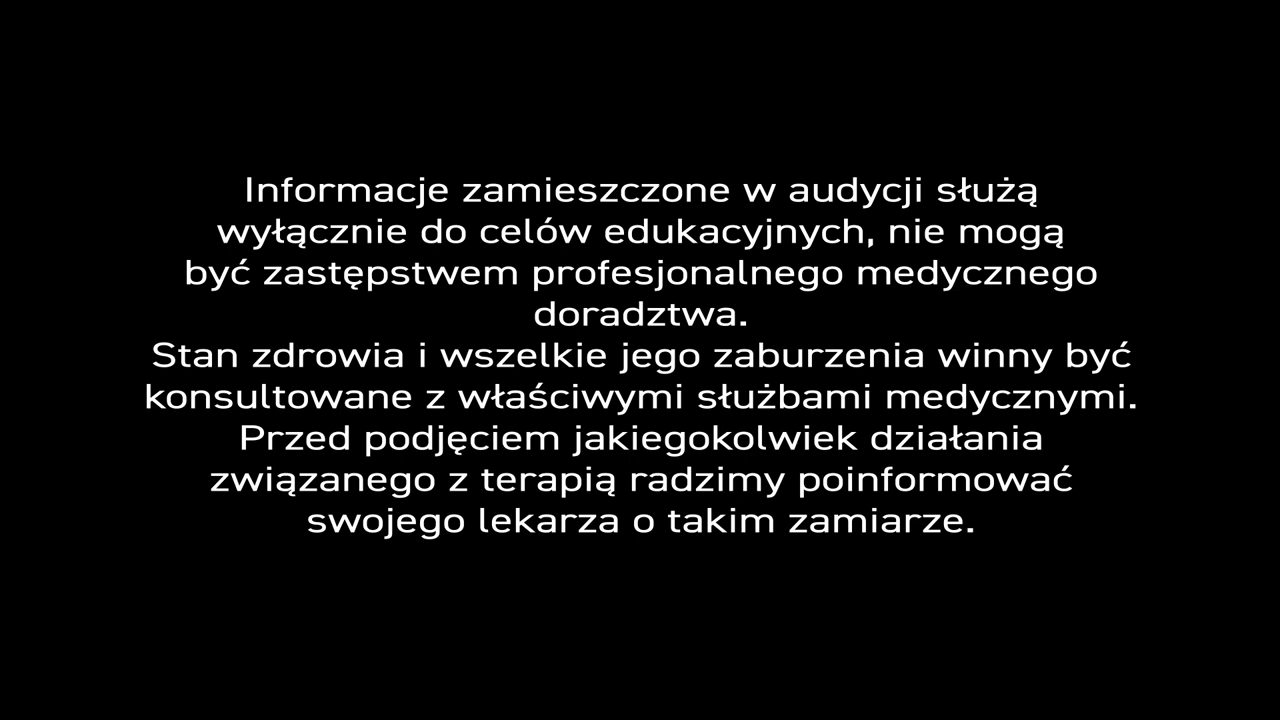 Informacje zamieszczone w audycji służą
wyłącznie do celów edukacyjnych, nie mogą
być zastępstwem profesjonalnego medycznego
doradztwa.
Stan zdrowia i wszelkie jego zaburzenia winny być
konsultowane z właściwymi służbami medycznymi.
Przed podjęciem jakiegokolwiek działania
związanego z terapią radzimy poinformować
swojego lekarza o takim zamiarze.